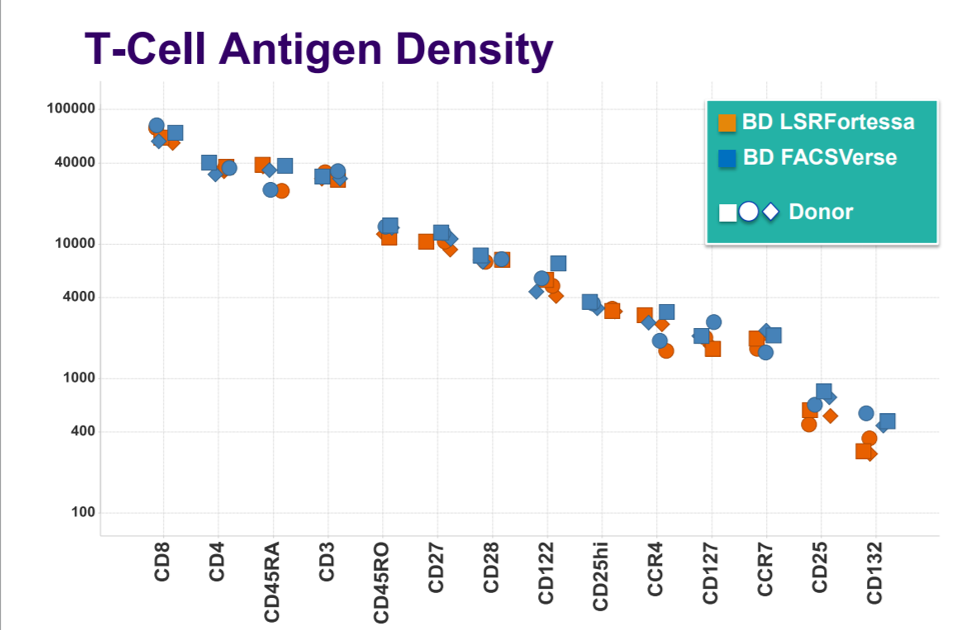 T-Cell Antigen Density
100000
40000
10000
4000
1000
400
100
BD LSRFortessa
BD FACSVerse
Donor
CD8
CD4
CD45RA
CD3
CD45RO
CD27
CD28
CD122
CD25hi
CCR4
CD127
CCR7
CD25
CD132